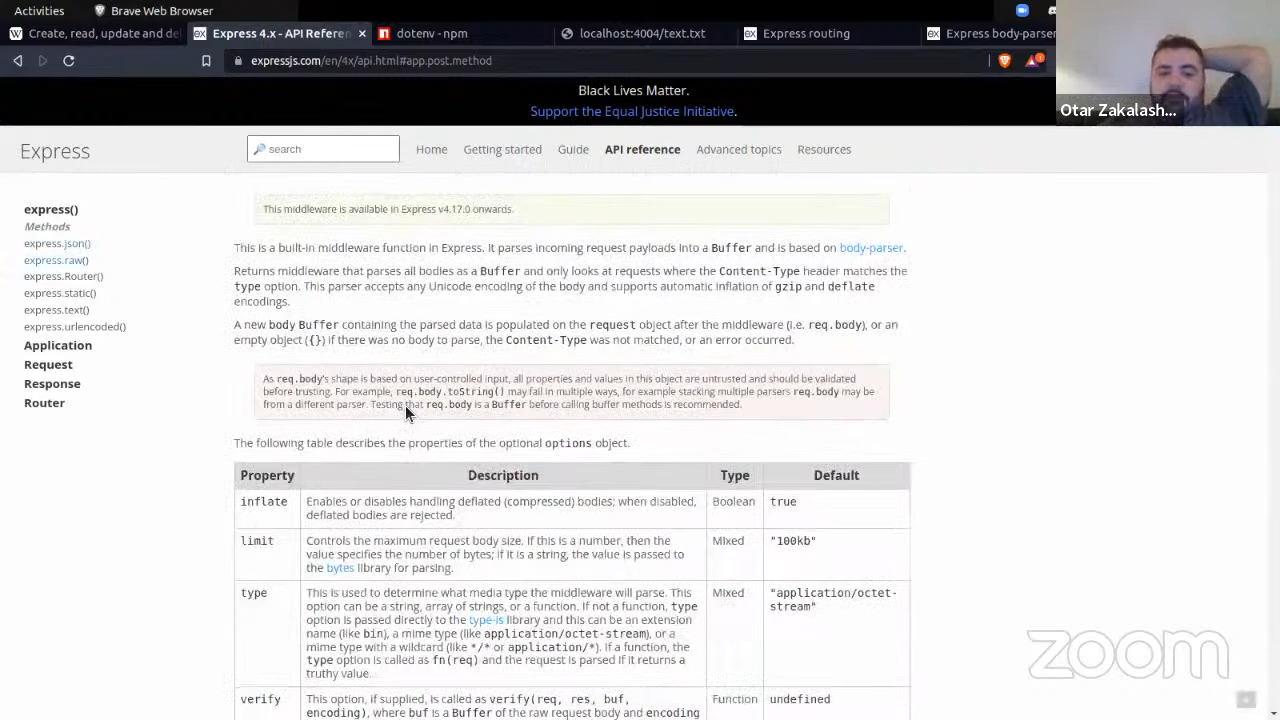 Activities
Brave Web Browser
Create, read, update and de
Express 4.x - API Referen
dotenv - npm
localhost:4004/text.txt
Express routing
Express body-parser
expressjs.com/en/4x/api.html#app.post.method
Black Lives Matter.
Support the Equal Justice Initiative.
Otar Zakalash...
Express
search
Home
Getting started
Guide
API reference
Advanced topics
Resources
express()
Methods
express.json()
express.raw()
express.Router()
express.static()
express.text()
express.urlencoded()
Application
Request
Response
Router
This middleware is available in Express v4.17.0 onwards.
This is a built-in middleware function in Express. It parses incoming request payloads into a Buffer and is based on body-parser.
Returns middleware that parses all bodies as a Buffer and only looks at requests where the Content-Type header matches the
type option. This parser accepts any Unicode encoding of the body and supports automatic inflation of gzip and deflate
encodings.
A new body Buffer containing the parsed data is populated on the request object after the middleware (i.e. req.body), or an
empty object ({}) if there was no body to parse, the Content-Type was not matched, or an error occurred.
As req.body's shape is based on user-controlled input, all properties and values in this object are untrusted and should be validated
before trusting. For example, req.body.toString() may fail in multiple ways, for example stacking multiple parsers req.body may be
from a different parser. Testing that req.body is a Buffer before calling buffer methods is recommended.
The following table describes the properties of the optional options object.
Property Description Type Default
inflate Enables or disables handling deflated (compressed) bodies; when disabled, Boolean true
deflated bodies are rejected.
limit Controls the maximum request body size. If this is a number, then the Mixed "100kb"
value specifies the number of bytes; if it is a string, the value is passed to
the bytes library for parsing.
type This is used to determine what media type the middleware will parse. This Mixed "application/octet-
option can be a string, array of strings, or a function. If not a function, type stream"
option is passed directly to the type-is library and this can be an extension
name (like bin), a mime type (like application/octet-stream), or a
mime type with a wildcard (like */* or application/*). If a function, the
type option is called as fn(req) and the request is parsed if it returns a
truthy value.
verify This option, if supplied, is called as verify(req, res, buf, Function undefined
encoding), where buf is a Buffer of the raw request body and encoding
zoom